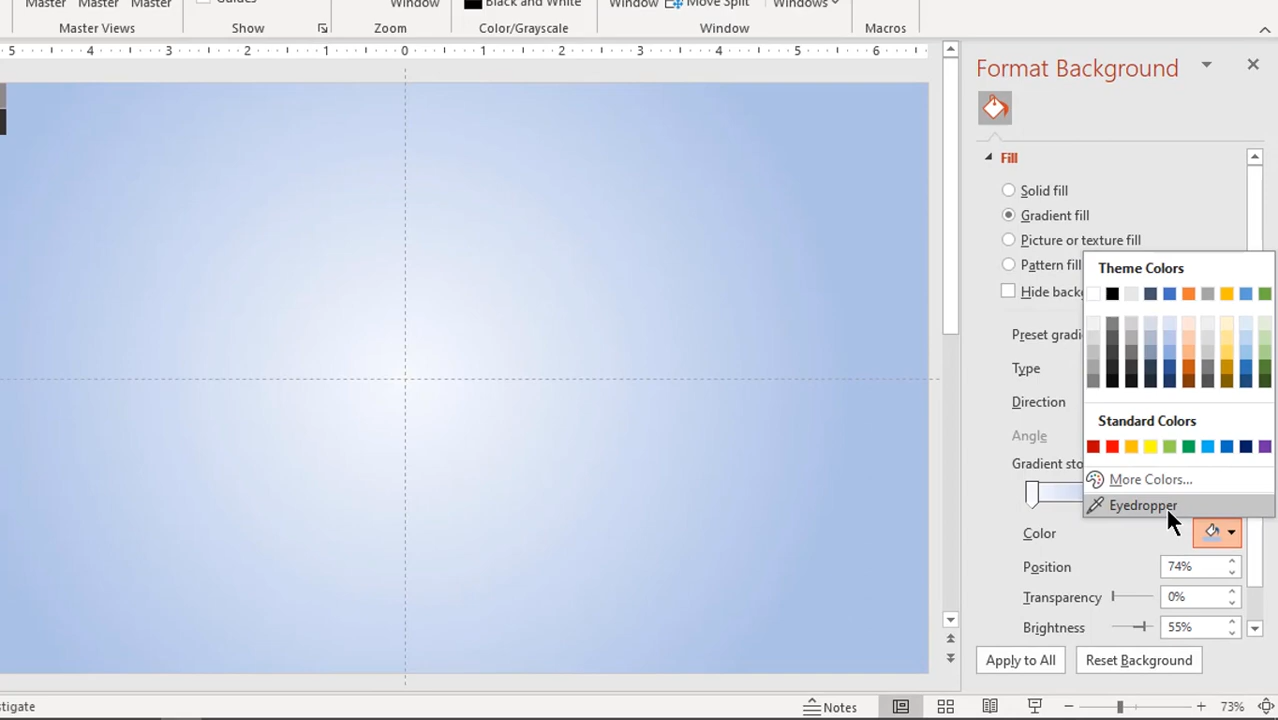 Master Master Master Guides Window Black and White Window Move Split Windows
Master Views Show Zoom Color/Grayscale Window Macros
5 4 3 2 1 0 1 2 3 4 5 6
Format Background
Fill
Solid fill
Gradient fill
Picture or texture fill
Pattern fill
Hide backg
Theme Colors
Preset gradi
Type
Direction
Standard Colors
Angle
Gradient sto
More Colors...
Eyedropper
Color
Position 74%
Transparency 0%
Brightness 55%
Apply to All Reset Background
stigate Notes 73%